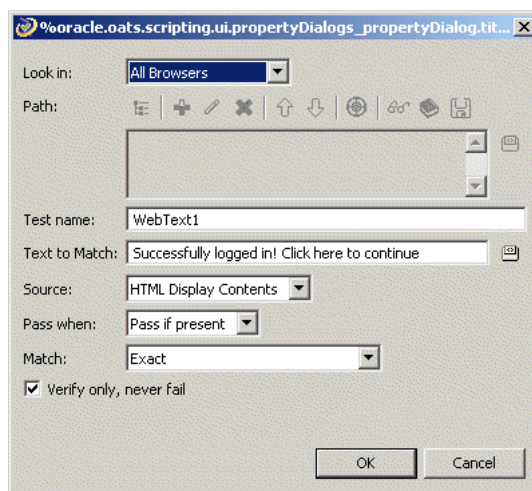 %oracle.oats.scripting.ui.propertyDialogs_propertyDialog.tit...
Look in: All Browsers
Path:
Test name: WebText1
Text to Match: Successfully logged in! Click here to continue
Source: HTML Display Contents
Pass when: Pass if present
Match: Exact
Verify only, never fail
OK Cancel